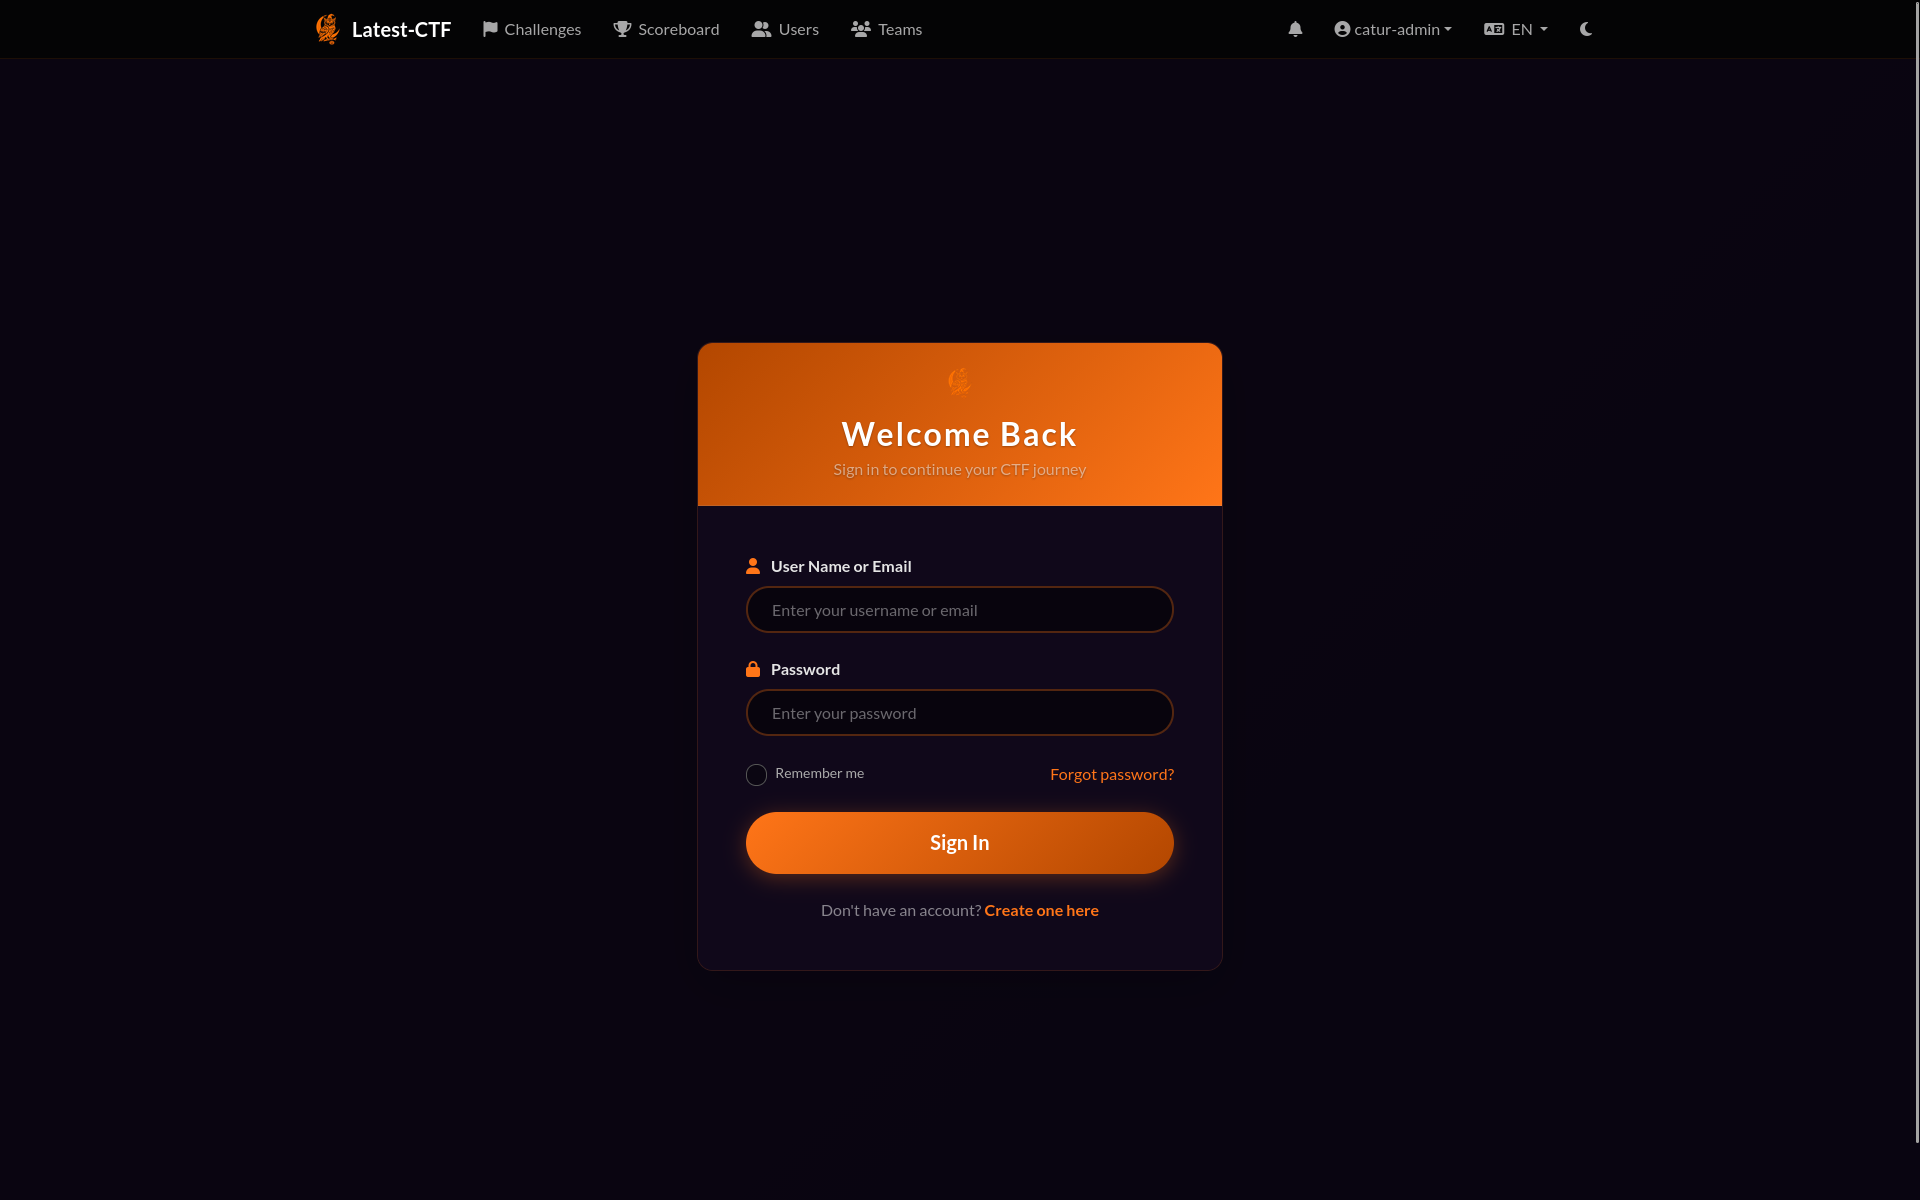 Latest-CTF Challenges Scoreboard Users Teams catur-admin EN
Welcome Back
Sign in to continue your CTF journey
User Name or Email
Enter your username or email
Password
Enter your password
Remember me Forgot password?
Sign In
Don't have an account? Create one here